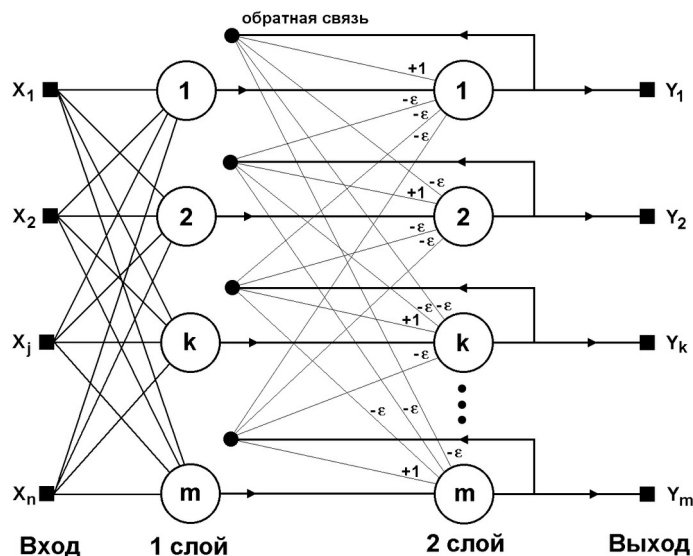 обратная связь
X1 1 +1 1 Y1
-ε
-ε
-ε
-ε
X2 2 +1 2 Y2
-ε
-ε
-ε -ε
Xj k +1 k Yk
-ε
-ε -ε
-ε
Xn m +1 m Ym
Вход 1 слой 2 слой Выход